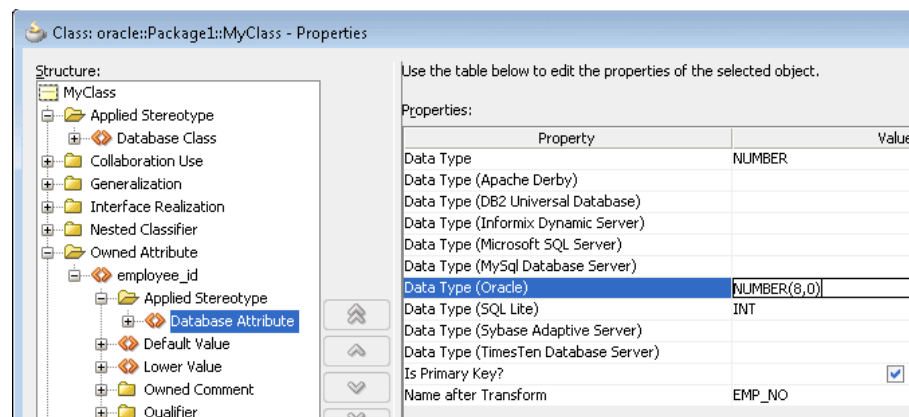 Class: oracle::Package1::MyClass - Properties
Structure:
MyClass
Applied Stereotype
Database Class
Collaboration Use
Generalization
Interface Realization
Nested Classifier
Owned Attribute
employee_id
Applied Stereotype
Database Attribute
Default Value
Lower Value
Owned Comment
Qualifier
Use the table below to edit the properties of the selected object.
Properties:
Property Value
Data Type NUMBER
Data Type (Apache Derby)
Data Type (DB2 Universal Database)
Data Type (Informix Dynamic Server)
Data Type (Microsoft SQL Server)
Data Type (MySql Database Server)
Data Type (Oracle) NUMBER(8,0)
Data Type (SQL Lite) INT
Data Type (Sybase Adaptive Server)
Data Type (TimesTen Database Server)
Is Primary Key?
Name after Transform EMP_NO